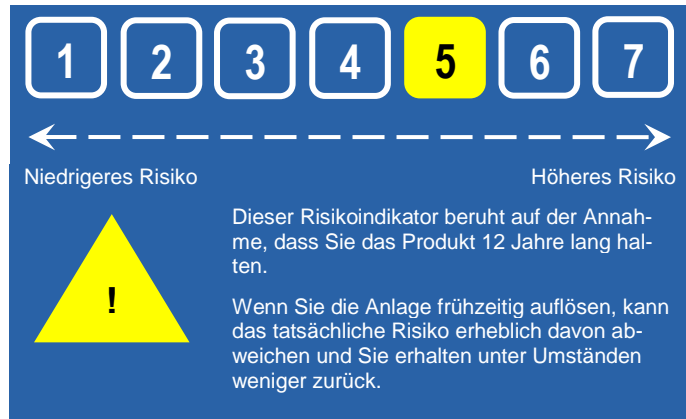 1 2 3 4 5 6 7
Niedrigeres Risiko Höheres Risiko
Dieser Risikoindikator beruht auf der Annah-
me, dass Sie das Produkt 12 Jahre lang hal-
ten.
!
Wenn Sie die Anlage frühzeitig auflösen, kann
das tatsächliche Risiko erheblich davon ab-
weichen und Sie erhalten unter Umständen
weniger zurück.